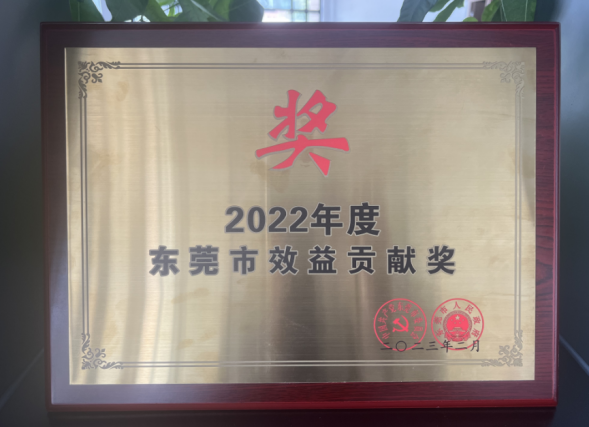 奖
2022年度
东莞市效益贡献奖
二〇二三年二月